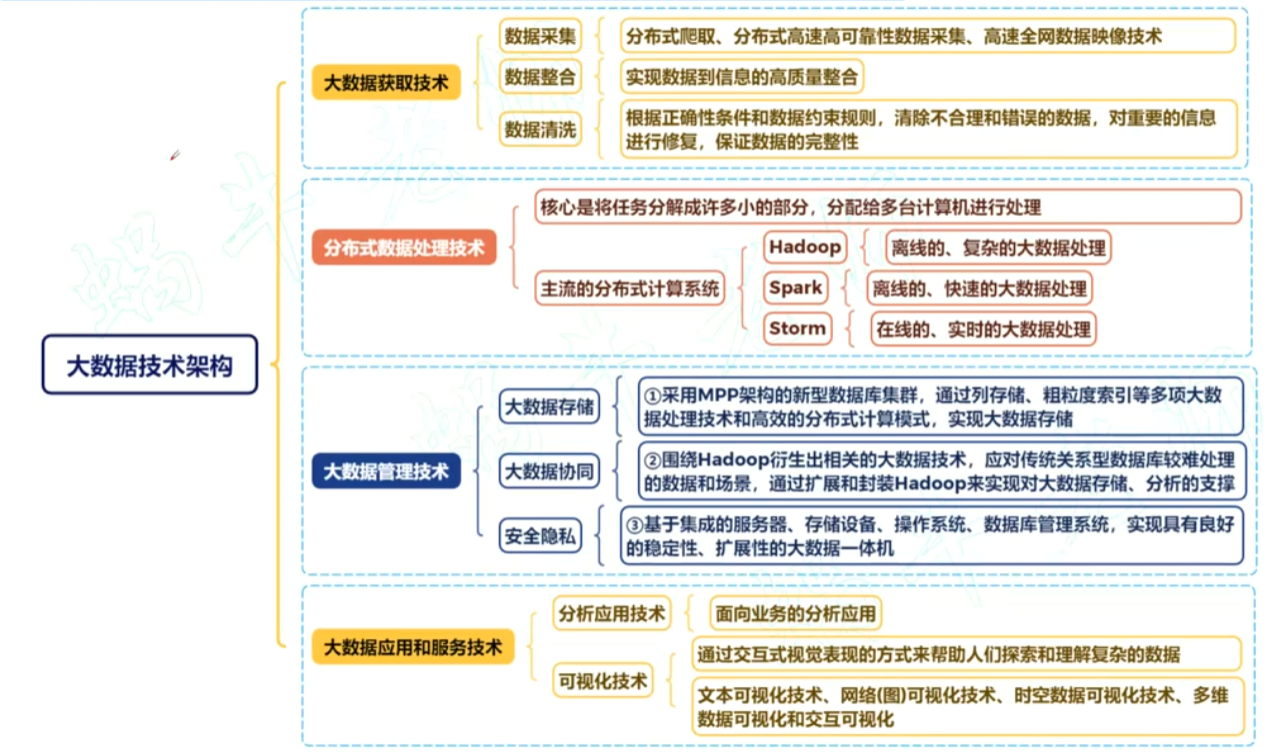 大数据技术架构
大数据获取技术
数据采集
分布式爬取、分布式高速高可靠性数据采集、高速全网数据映像技术
数据整合
实现数据到信息的高质量整合
数据清洗
根据正确性条件和数据约束规则，清除不合理和错误的数据，对重要的信息
进行修复，保证数据的完整性
分布式数据处理技术
核心是将任务分解成许多小的部分，分配给多台计算机进行处理
主流的分布式计算系统
Hadoop
离线的、复杂的大数据处理
Spark
离线的、快速的大数据处理
Storm
在线的、实时的大数据处理
大数据管理技术
大数据存储
①采用MPP架构的新型数据库集群，通过列存储、粗粒度索引等多项大数
据处理技术和高效的分布式计算模式，实现大数据存储
大数据协同
②围绕Hadoop衍生出相关的大数据技术，应对传统关系型数据库较难处理
的数据和场景，通过扩展和封装Hadoop来实现对大数据存储、分析的支撑
安全隐私
③基于集成的服务器、存储设备、操作系统、数据库管理系统，实现具有良好
的稳定性、扩展性的大数据一体机
大数据应用和服务技术
分析应用技术
面向业务的分析应用
可视化技术
通过交互式视觉表现的方式来帮助人们探索和理解复杂的数据
文本可视化技术、网络(图)可视化技术、时空数据可视化技术、多维
数据可视化和交互可视化